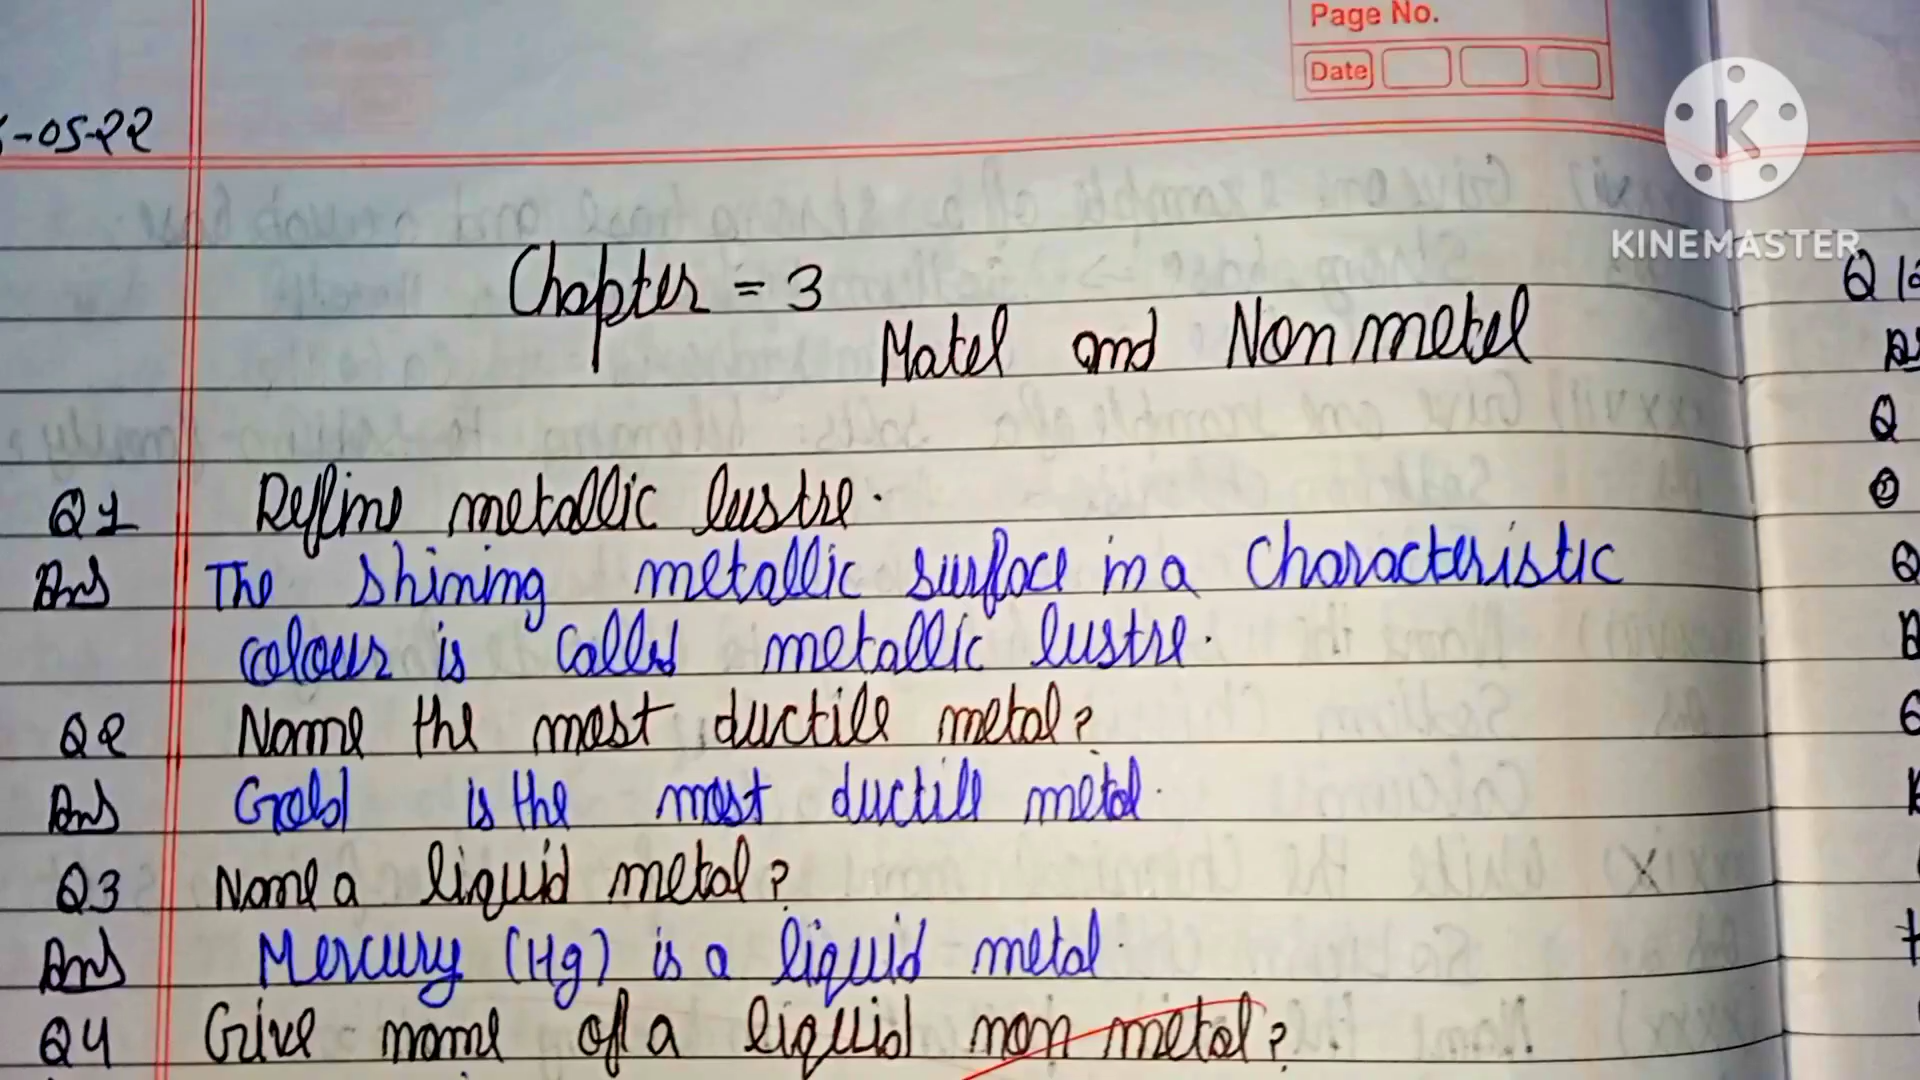 Page No.
Date
-05-22
KINEMASTER
Chapter = 3
Matel and Non metel
Q1 Define metallic lustre.
Ans The shining metallic surface in a characteristic
colour is called metallic lustre.
Q2 Name the most ductile metal?
Ans Gold is the most ductile metal.
Q3 Name a liquid metal?
Ans Mercury (Hg) is a liquid metal.
Q4 Give name of a liquid non metal?